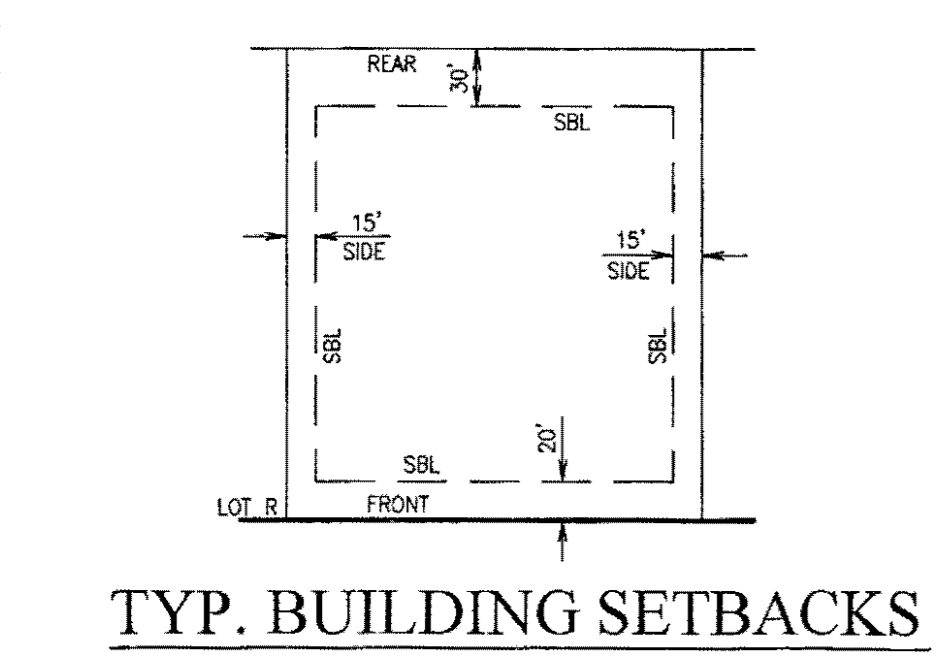 REAR
30'
SBL
15'
SIDE
15'
SIDE
SBL
SBL
20'
SBL
LOT R
FRONT
TYP. BUILDING SETBACKS